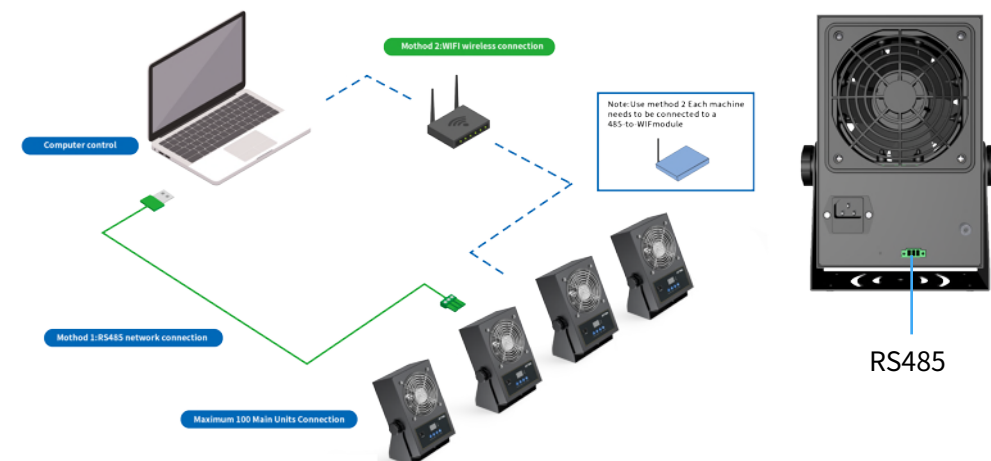 Mothod 2:WIFI wireless connection
Note:Use method 2 Each machine
needs to be connected to a
485-to-WIFmodule
Computer control
Mothod 1:RS485 network connection
Maximum 100 Main Units Connection
RS485